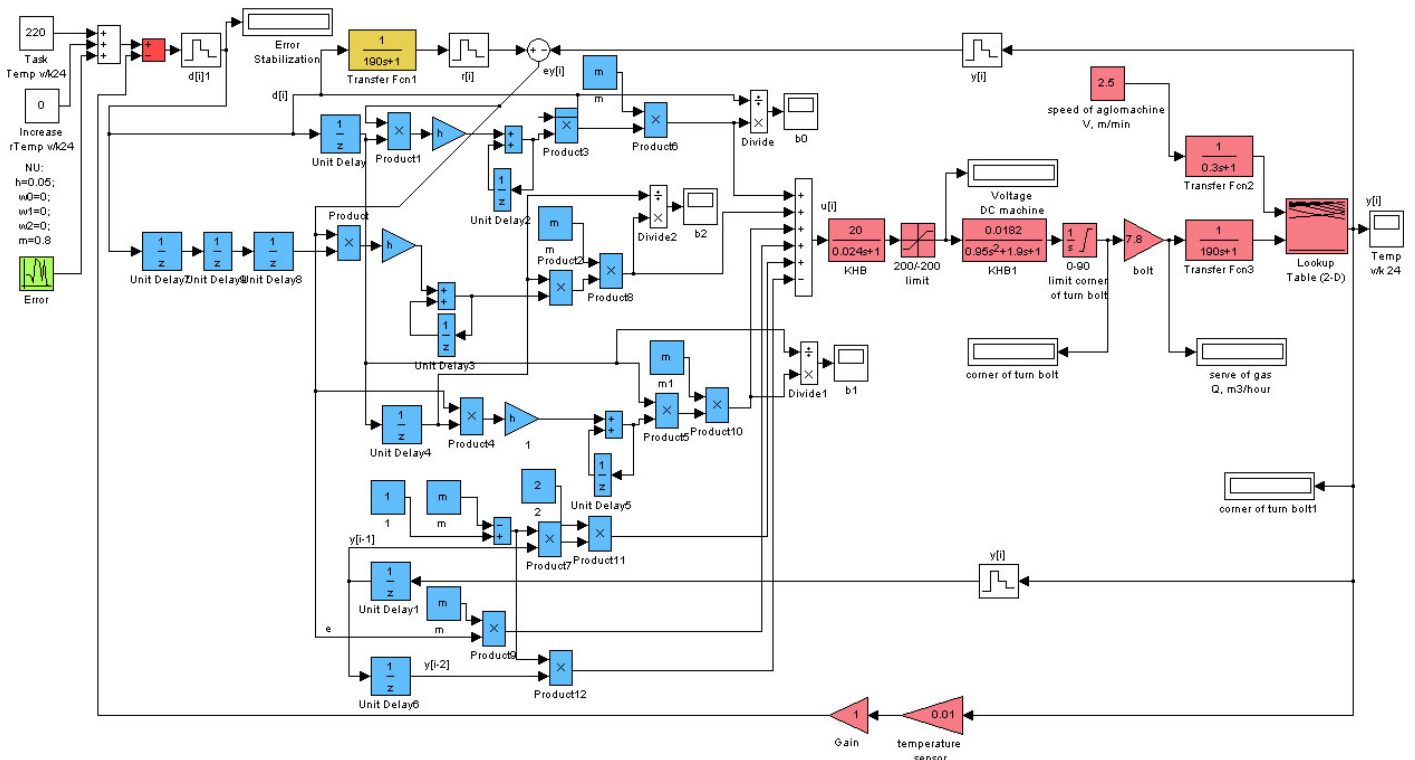 220
Task
Temp v/k24
+
+
+
+
−
d[i]1
Error
Stabilization
1
190s+1
Transfer Fcn1
r[i]
+ −
ey[i]
y[i]
0
Increase
rTemp v/k24
NU:
h=0.05;
w0=0;
w1=0;
w2=0;
m=0.8
Error
d[i]
m
m
2.5
speed of aglomachine
V, m/min
1
z
Unit Delay
×
Product1
h
+
+
×
Product3
×
Product6
÷
×
Divide
b0
1
z
Unit Delay2
1
0.3s+1
Transfer Fcn2
Voltage
DC machine
÷
×
Divide2
b2
1
z
Unit Delay7
1
z
Unit Delay9
1
z
Unit Delay8
Product
×
h
m
m
Product2
×
×
Product8
+
+
+
+
+
−
u[i]
20
0.024s+1
KHB
200/-200
limit
0.0182
0.95s²+1.9s+1
KHB1
1
s
0-90
limit corner
of turn bolt
7.8
bolt
1
190s+1
Transfer Fcn3
Lookup
Table (2-D)
y[i]
Temp
v/k 24
+
+
1
z
Unit Delay3
m
m1
÷
×
Divide1
b1
corner of turn bolt
serve of gas
Q, m3/hour
1
z
Unit Delay4
×
Product4
h
1
+
+
×
Product5
×
Product10
1
z
Unit Delay5
1
1
m
m
2
2
−
+
×
Product7
×
Product11
corner of turn bolt1
y[i-1]
1
z
Unit Delay1
y[i]
m
m
e
×
Product9
1
z
Unit Delay6
y[i-2]
×
Product12
1
Gain
0.01
temperature
sensor